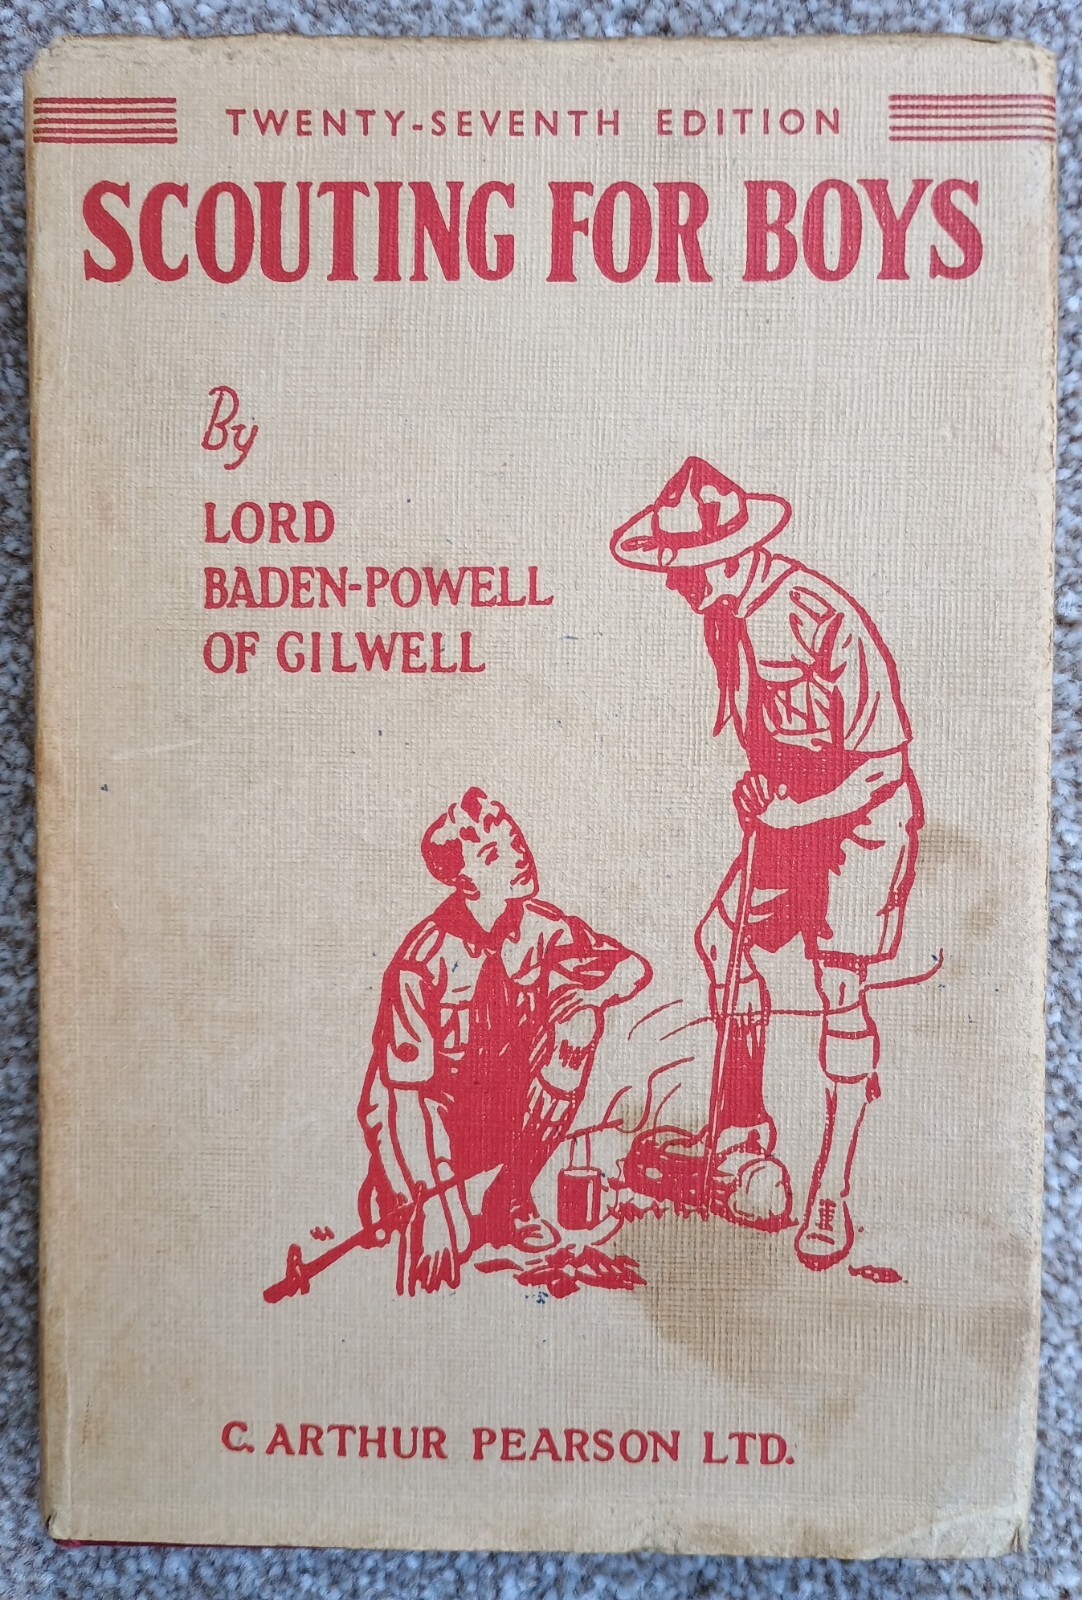 TWENTY-SEVENTH EDITION
SCOUTING FOR BOYS
By
LORD
BADEN-POWELL
OF GILWELL
C. ARTHUR PEARSON LTD.